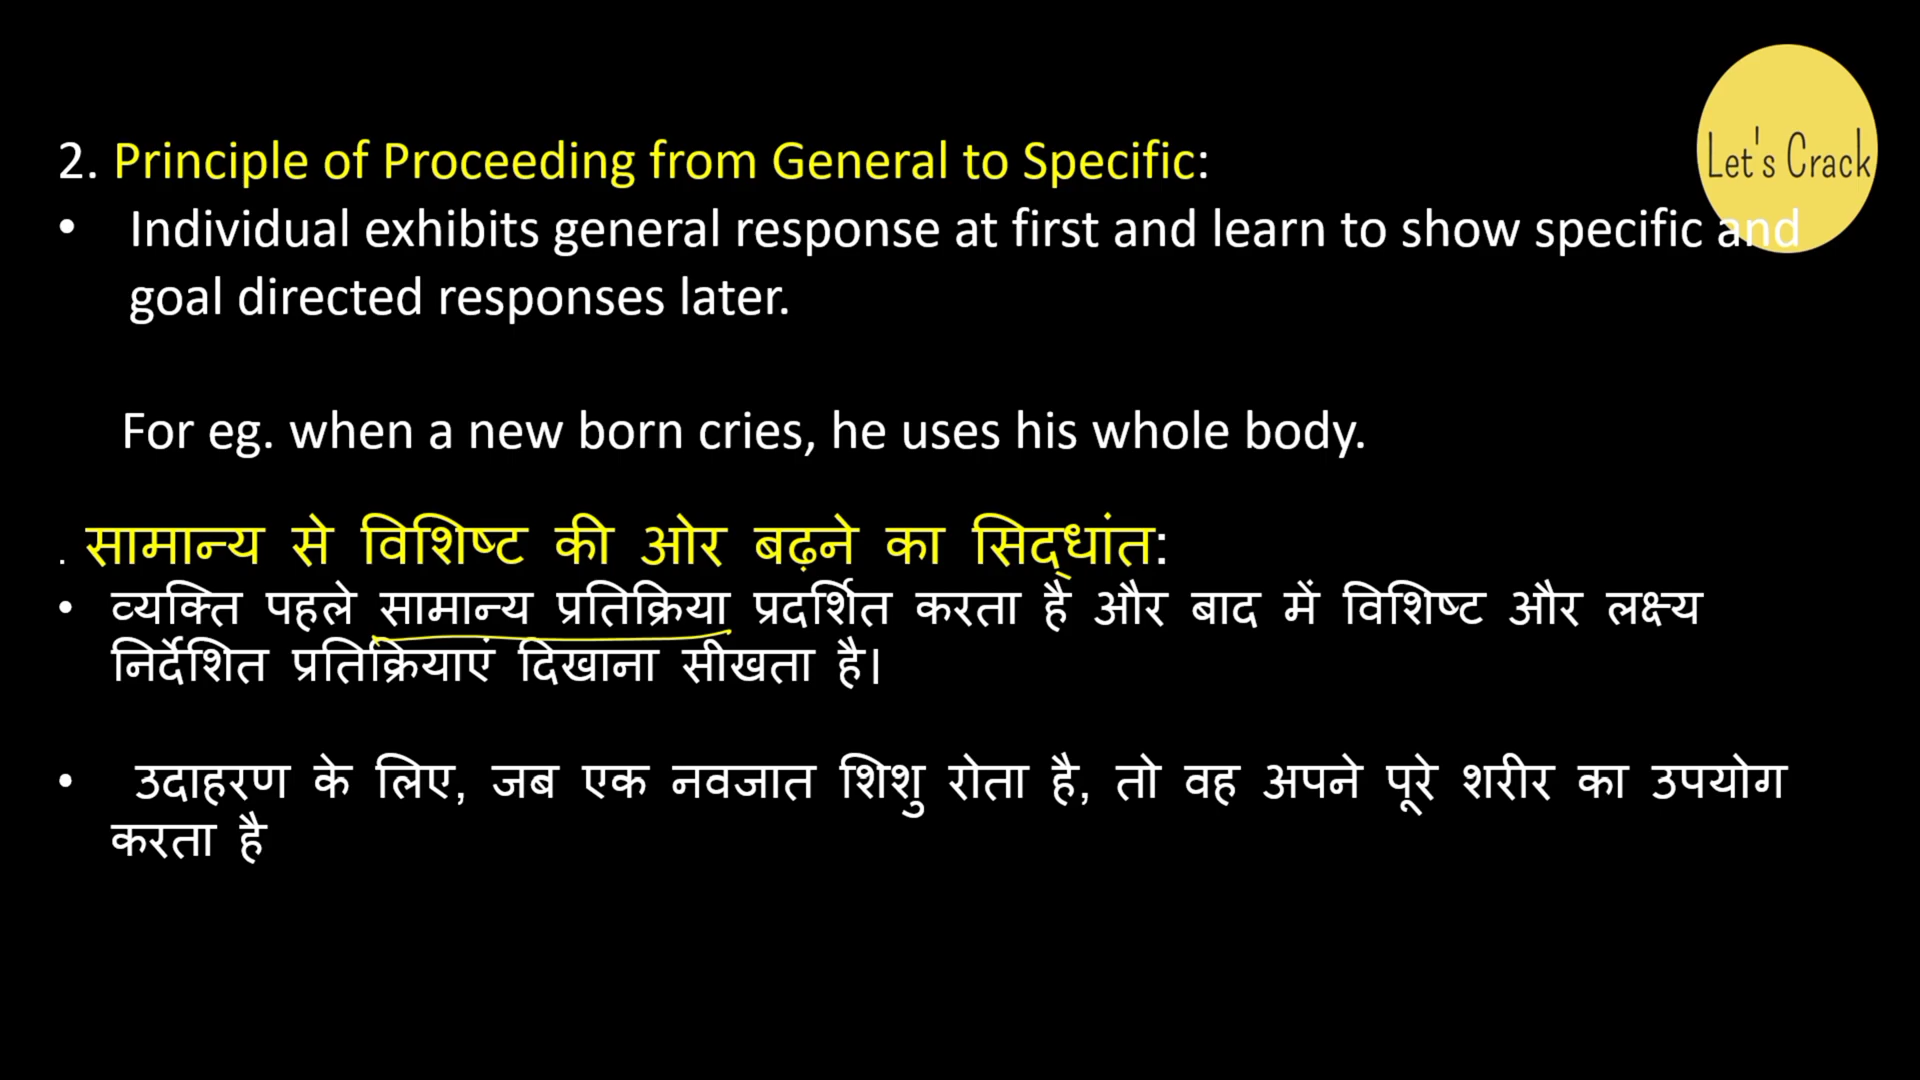 Let's Crack
2. Principle of Proceeding from General to Specific:
• Individual exhibits general response at first and learn to show specific and
goal directed responses later.
For eg. when a new born cries, he uses his whole body.
. सामान्य से विशिष्ट की ओर बढ़ने का सिद्धांत:
• व्यक्ति पहले सामान्य प्रतिक्रिया प्रदर्शित करता है और बाद में विशिष्ट और लक्ष्य
निर्देशित प्रतिक्रियाएं दिखाना सीखता है।
• उदाहरण के लिए, जब एक नवजात शिशु रोता है, तो वह अपने पूरे शरीर का उपयोग
करता है